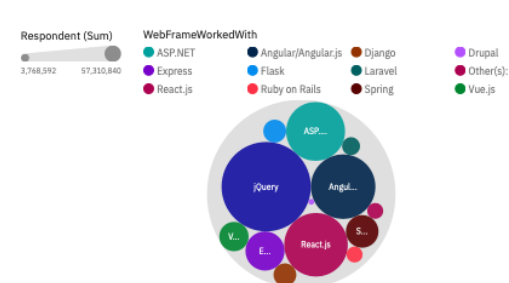 Respondent (Sum)
3,768,592 57,310,840
WebFrameWorkedWith
ASP.NET Angular/Angular.js Django Drupal
Express Flask Laravel Other(s):
React.js Ruby on Rails Spring Vue.js
ASP....
jQuery Angul...
V... E... React.js S...